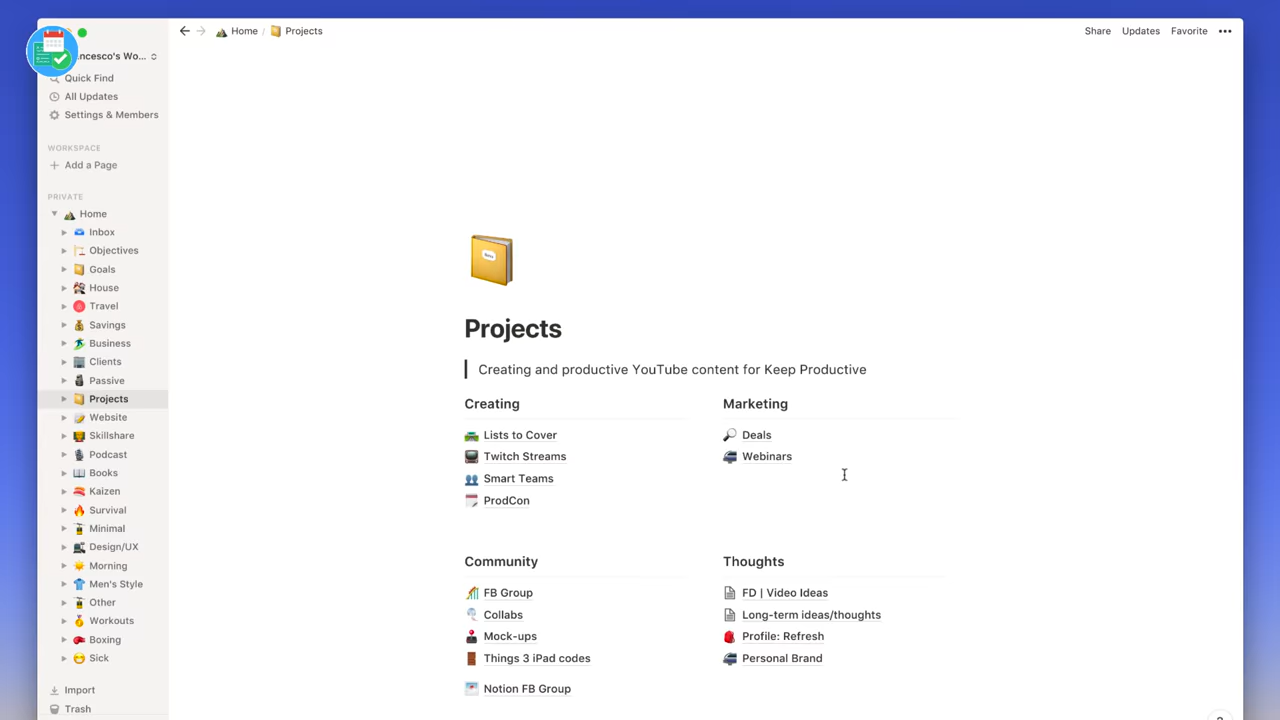 Home / Projects
Share Updates Favorite •••
ncesco's Wo...
Quick Find
All Updates
Settings & Members
WORKSPACE
+ Add a Page
PRIVATE
Home
Inbox
Objectives
Goals
House
Travel
Savings
Business
Clients
Passive
Projects
Website
Skillshare
Podcast
Books
Kaizen
Survival
Minimal
Design/UX
Morning
Men's Style
Other
Workouts
Boxing
Sick
Import
Trash
Projects
Creating and productive YouTube content for Keep Productive
Creating
Lists to Cover
Twitch Streams
Smart Teams
ProdCon
Marketing
Deals
Webinars
Community
FB Group
Collabs
Mock-ups
Things 3 iPad codes
Notion FB Group
Thoughts
FD | Video Ideas
Long-term ideas/thoughts
Profile: Refresh
Personal Brand